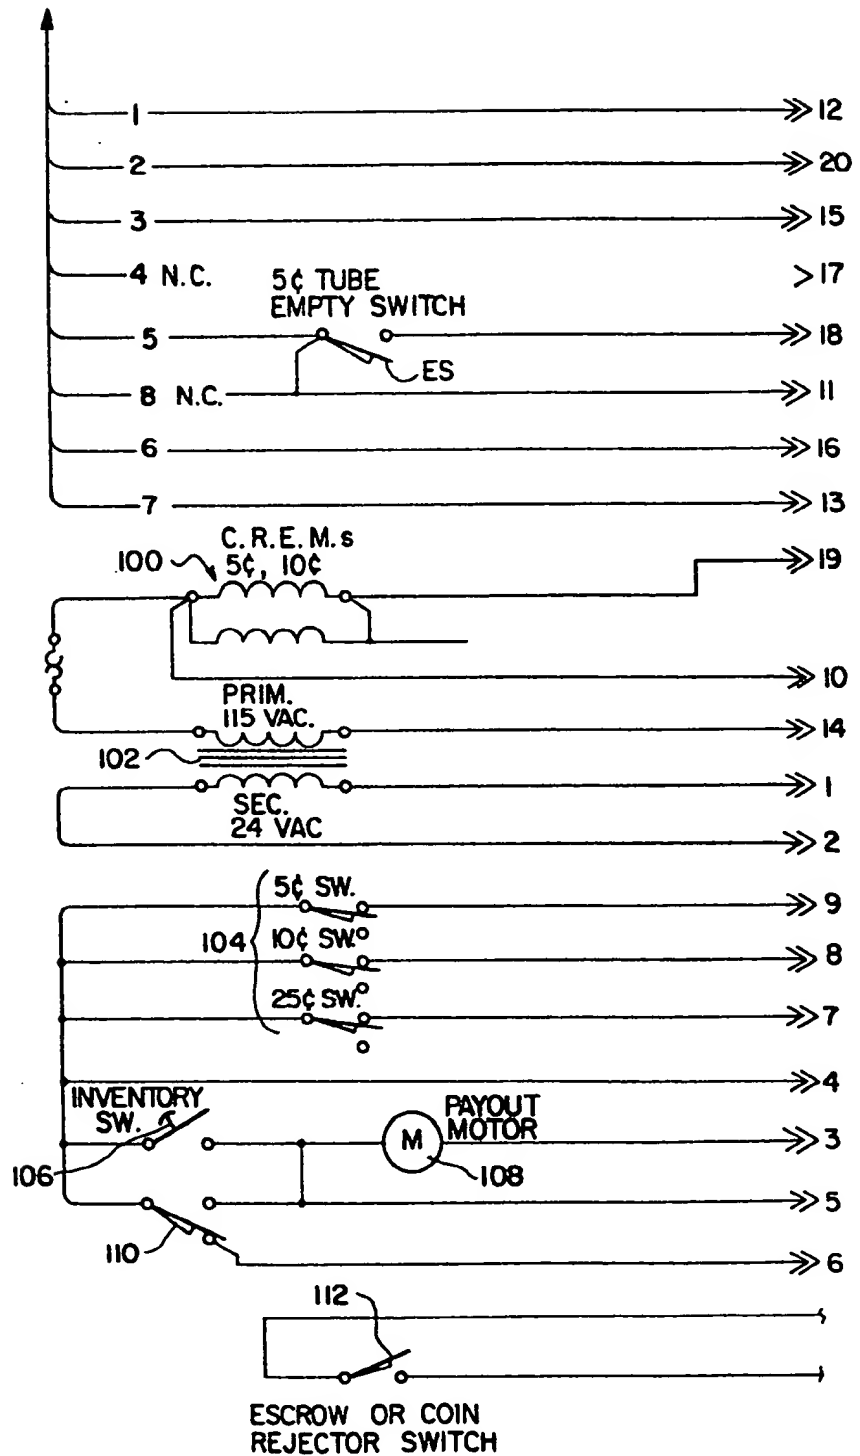 1 12
2 20
3 15
4 N.C. 17
5¢ TUBE
EMPTY SWITCH
5 18
ES
8 N.C. 11
6 16
7 13
C.R.E.M.s
5¢, 10¢
100
19
10
PRIM.
115 VAC.
14
102
1
SEC.
24 VAC
2
5¢ SW.
9
104
10¢ SW.
8
25¢ SW.
7
4
INVENTORY
SW.
PAYOUT
MOTOR
M
3
106
108
5
110
6
112
ESCROW OR COIN
REJECTOR SWITCH